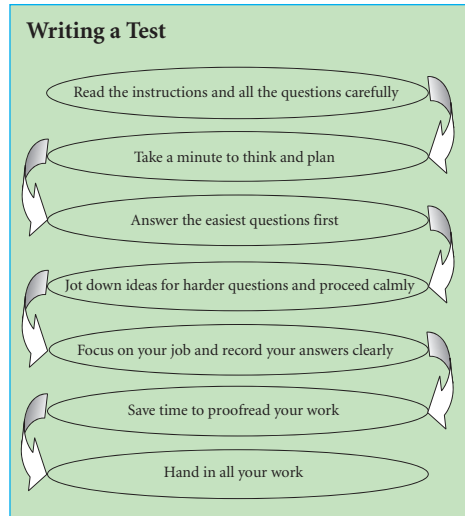 Writing a Test
Read the instructions and all the questions carefully
Take a minute to think and plan
Answer the easiest questions first
Jot down ideas for harder questions and proceed calmly
Focus on your job and record your answers clearly
Save time to proofread your work
Hand in all your work